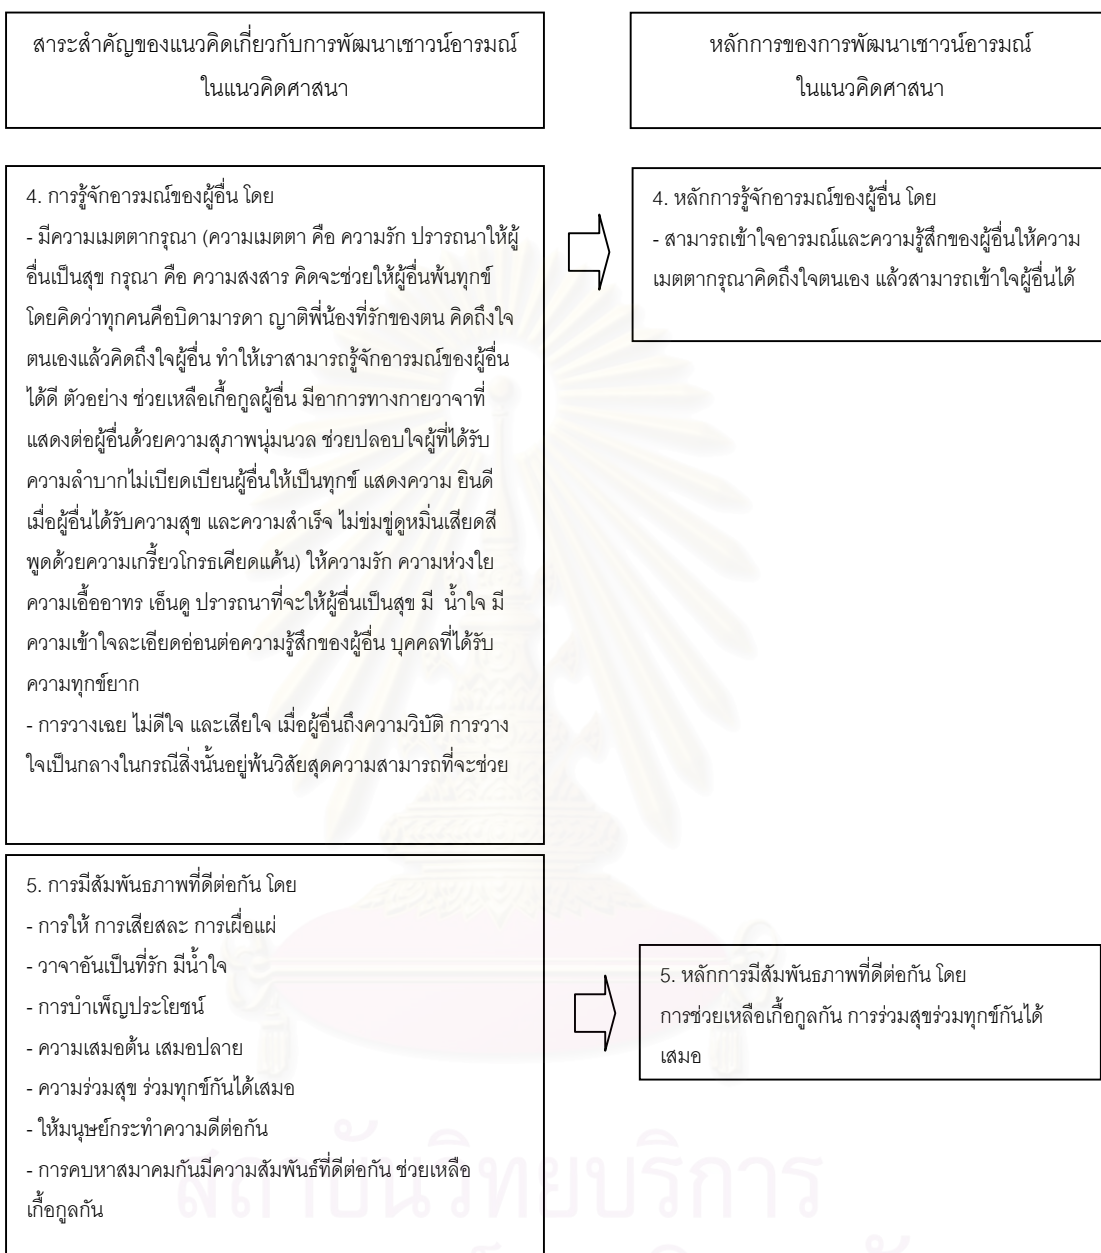 สาระสำคัญของแนวคิดเกี่ยวกับการพัฒนาเชาวน์อารมณ์
ในแนวคิดศาสนา
หลักการของการพัฒนาเชาวน์อารมณ์
ในแนวคิดศาสนา
4. การรู้จักอารมณ์ของผู้อื่น โดย
- มีความเมตตากรุณา (ความเมตตา คือ ความรัก ปรารถนาให้ผู้
อื่นเป็นสุข กรุณา คือ ความสงสาร คิดจะช่วยให้ผู้อื่นพ้นทุกข์
โดยคิดว่าทุกคนคือบิดามารดา ญาติพี่น้องที่รักของตน คิดถึงใจ
ตนเองแล้วคิดถึงใจผู้อื่น ทำให้เราสามารถรู้จักอารมณ์ของผู้อื่น
ได้ดี ตัวอย่าง ช่วยเหลือเกื้อกูลผู้อื่น มีอาการทางกายวาจาที่
แสดงต่อผู้อื่นด้วยความสุภาพนุ่มนวล ช่วยปลอบใจผู้ที่ได้รับ
ความลำบากไม่เบียดเบียนผู้อื่นให้เป็นทุกข์ แสดงความ ยินดี
เมื่อผู้อื่นได้รับความสุข และความสำเร็จ ไม่ข่มขู่ดูหมิ่นเสียดสี
พูดด้วยความเกรี้ยวโกรธเคียดแค้น) ให้ความรัก ความห่วงใย
ความเอื้ออาทร เอ็นดู ปรารถนาที่จะให้ผู้อื่นเป็นสุข มี น้ำใจ มี
ความเข้าใจละเอียดอ่อนต่อความรู้สึกของผู้อื่น บุคคลที่ได้รับ
ความทุกข์ยาก
- การวางเฉย ไม่ดีใจ และเสียใจ เมื่อผู้อื่นถึงความวิบัติ การวาง
ใจเป็นกลางในกรณีสิ่งนั้นอยู่พ้นวิสัยสุดความสามารถที่จะช่วย
4. หลักการรู้จักอารมณ์ของผู้อื่น โดย
- สามารถเข้าใจอารมณ์และความรู้สึกของผู้อื่นให้ความ
เมตตากรุณาคิดถึงใจตนเอง แล้วสามารถเข้าใจผู้อื่นได้
5. การมีสัมพันธภาพที่ดีต่อกัน โดย
- การให้ การเสียสละ การเผื่อแผ่
- วาจาอันเป็นที่รัก มีน้ำใจ
- การบำเพ็ญประโยชน์
- ความเสมอต้น เสมอปลาย
- ความร่วมสุข ร่วมทุกข์กันได้เสมอ
- ให้มนุษย์กระทำความดีต่อกัน
- การคบหาสมาคมกันมีความสัมพันธ์ที่ดีต่อกัน ช่วยเหลือ
เกื้อกูลกัน
5. หลักการมีสัมพันธภาพที่ดีต่อกัน โดย
การช่วยเหลือเกื้อกูลกัน การร่วมสุขร่วมทุกข์กันได้
เสมอ
สถาบันวิทยบริการ